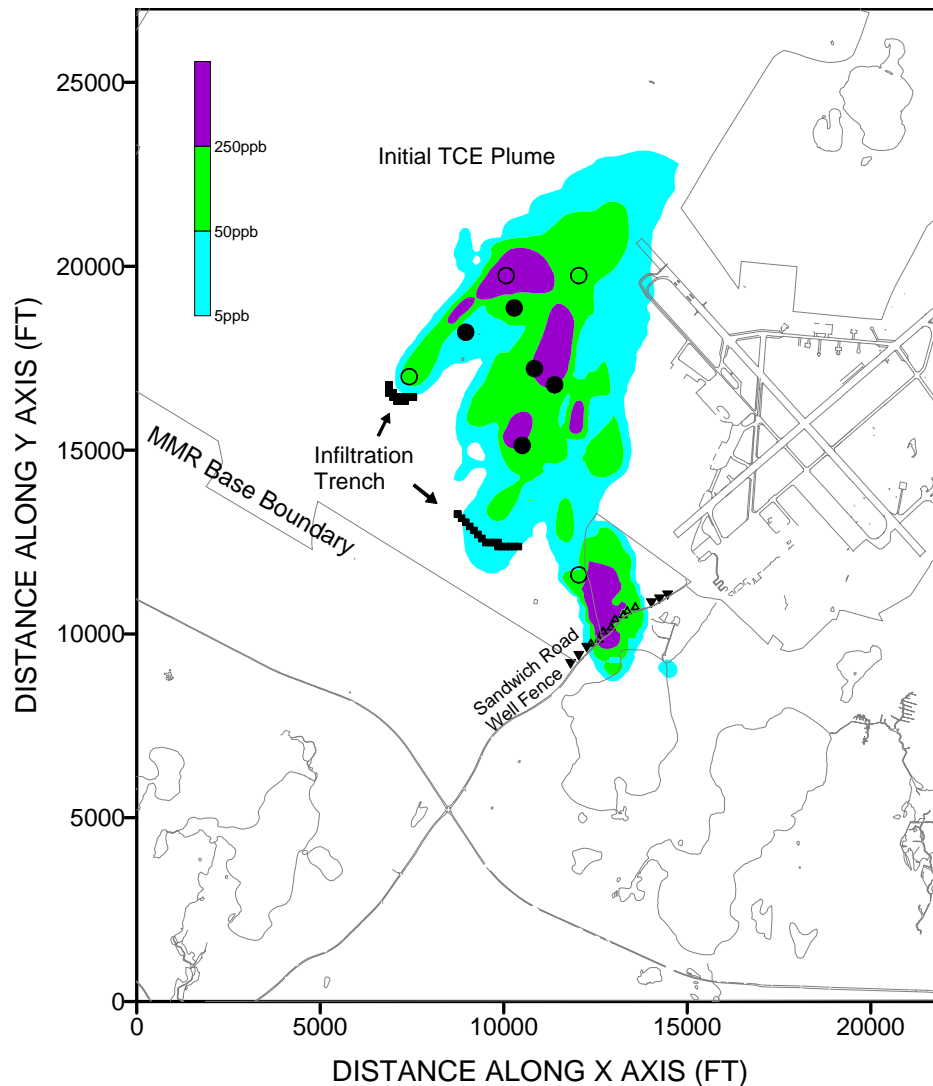 25000
20000
15000
10000
5000
0
DISTANCE ALONG Y AXIS (FT)
250ppb
50ppb
5ppb
Initial TCE Plume
Infiltration
Trench
MMR Base Boundary
Sandwich Road
Well Fence
0
5000
10000
15000
20000
DISTANCE ALONG X AXIS (FT)